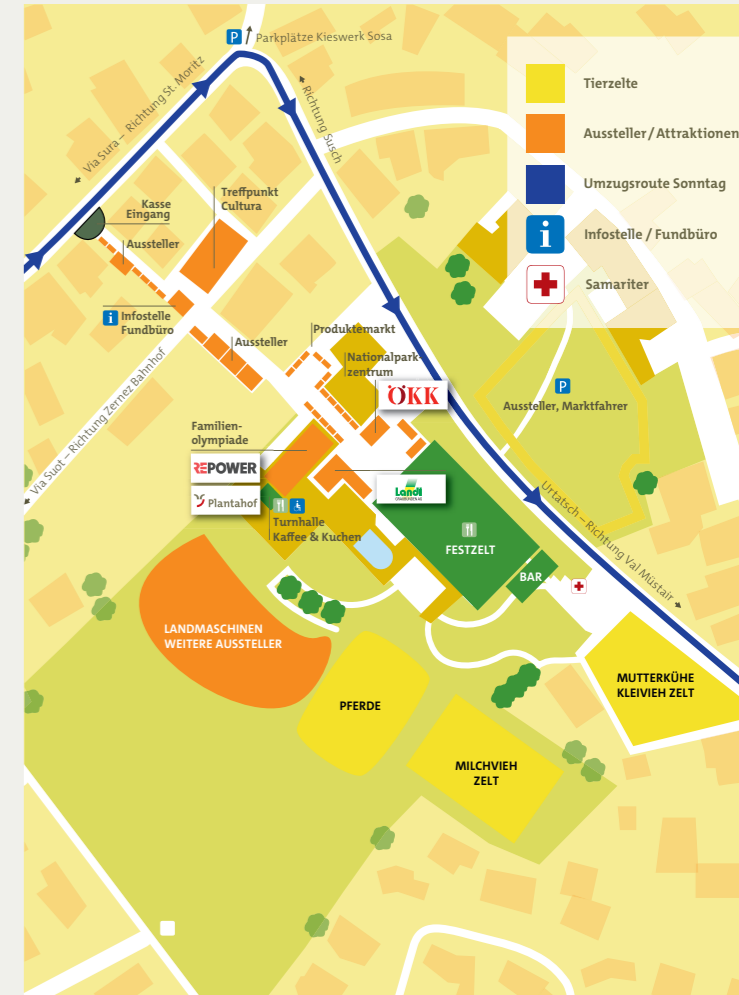 P Parkplätze Kieswerk Sosa
Via Sura – Richtung St. Moritz
Richtung Susch
Tierzelte
Aussteller / Attraktionen
Umzugsroute Sonntag
i Infostelle / Fundbüro
Samariter
Kasse
Eingang
Treffpunkt
Cultura
Aussteller
i Infostelle
Fundbüro
Aussteller
Produktemarkt
Nationalpark-
zentrum
ÖKK
P
Aussteller, Marktfahrer
Via Suot – Richtung Zernez Bahnhof
Familien-
olympiade
REPOWER
Plantahof
Landi
GRAUBÜNDEN AG
Turnhalle
Kaffee & Kuchen
FESTZELT
BAR
Urtatsch – Richtung Val Müstair
LANDMASCHINEN
WEITERE AUSSTELLER
PFERDE
MUTTERKÜHE
KLEINVIEH ZELT
MILCHVIEH
ZELT